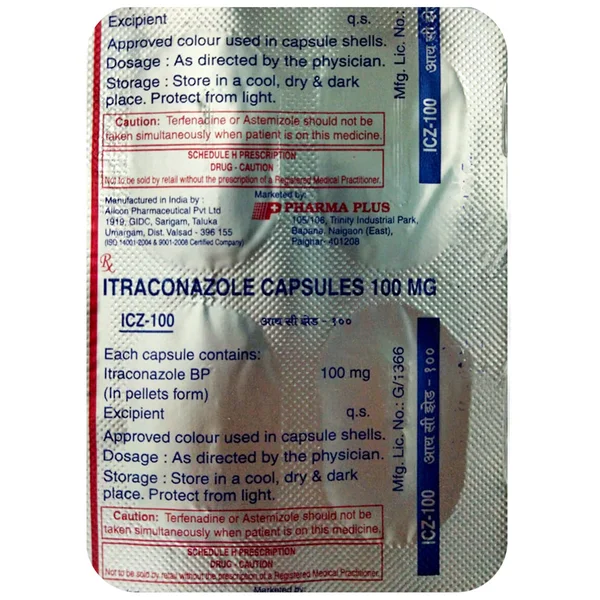 Excipient q.s.
Approved colour used in capsule shells.
Dosage : As directed by the physician.
Storage : Store in a cool, dry & dark
place. Protect from light.
Caution: Terfenadine or Astemizole should not be
taken simultaneously when patient is on this medicine.
SCHEDULE H PRESCRIPTION
DRUG - CAUTION
Not to be sold by retail without the prescription of a Registered Medical Practitioner.
Manufactured in India by :
Aicon Pharmaceutical Pvt Ltd
1919, GIDC, Sarigam, Taluka
Umargam, Dist. Valsad - 396 155
(ISO 14001-2004 & 9001-2008 Certified Company)
Marketed by:
PHARMA PLUS
105/106, Trinity Industrial Park,
Bapane, Naigaon (East),
Palghar- 401208
Mfg. Lic. No.:
ICZ-100 आय सी झेड
Rx
ITRACONAZOLE CAPSULES 100 MG
ICZ-100 आय सी झेड - १००
Each capsule contains:
Itraconazole BP 100 mg
(In pellets form)
Excipient q.s.
Approved colour used in capsule shells.
Dosage : As directed by the physician.
Storage : Store in a cool, dry & dark
place. Protect from light.
Caution: Terfenadine or Astemizole should not be
taken simultaneously when patient is on this medicine.
SCHEDULE H PRESCRIPTION
DRUG - CAUTION
Not to be sold by retail without the prescription of a Registered Medical Practitioner.
Marketed by:
Mfg. Lic. No.: G/1366
ICZ-100 आय सी झेड - १००